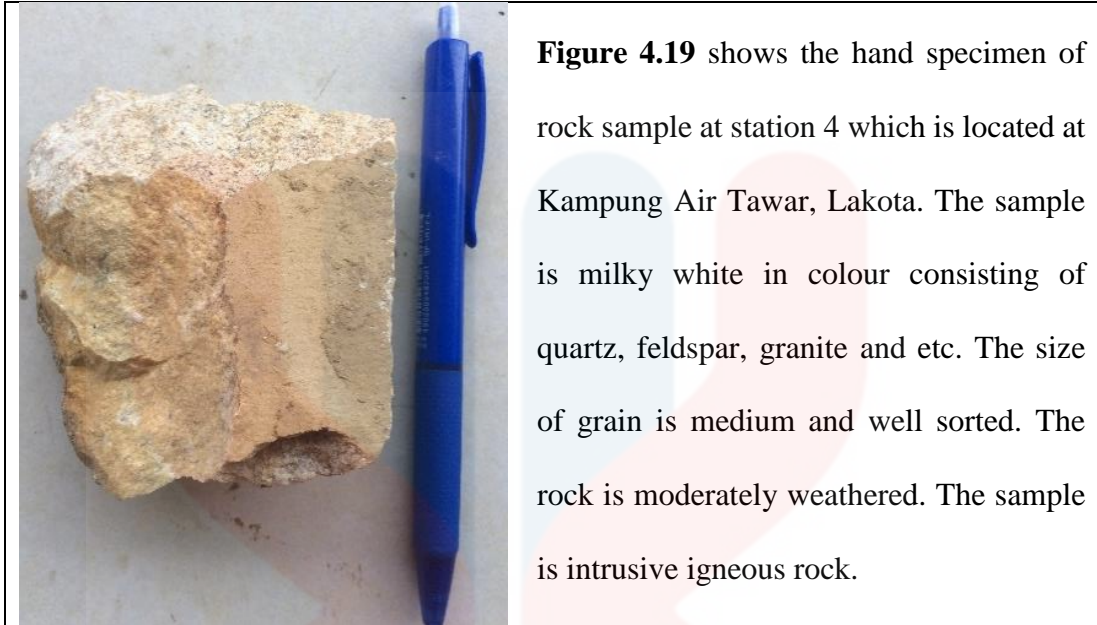 Figure 4.19 shows the hand specimen of
rock sample at station 4 which is located at
Kampung Air Tawar, Lakota. The sample
is milky white in colour consisting of
quartz, feldspar, granite and etc. The size
of grain is medium and well sorted. The
rock is moderately weathered. The sample
is intrusive igneous rock.